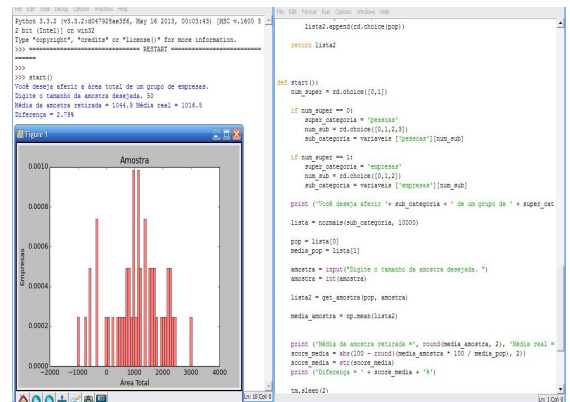 File Edit Shell Debug Options Windows Help
Python 3.3.2 (v3.3.2:d047928ae3f6, May 16 2013, 00:03:43) [MSC v.1600 3
2 bit (Intel)] on win32
Type "copyright", "credits" or "license()" for more information.
>>> ================================ RESTART ================================
>>>
>>> start()
Você deseja aferir a área total de um grupo de empresas.
Digite o tamanho da amostra desejada. 50
Média da amostra retirada = 1044.9 Média real = 1016.5
Diferença = 2.79%
Figure 1
Amostra
0.0010
0.0008
0.0006
0.0004
0.0002
0.0000
Empresas
−2000 −1000 0 1000 2000 3000 4000
Área Total
Ln: 10 Col: 0
File Edit Format Run Options Windows Help
lista2.append(rd.choice(pop))
return lista2
def start():
num_super = rd.choice([0,1])
if num_super == 0:
super_categoria = 'pessoas'
num_sub = rd.choice([0,1,2,3])
sub_categoria = variaveis ['pessoas'][num_sub]
if num_super == 1:
super_categoria = 'empresas'
num_sub = rd.choice([0,1,2])
sub_categoria = variaveis ['empresas'][num_sub]
print ('Você deseja aferir '+ sub_categoria + ' de um grupo de ' + super_cat
lista = normais(sub_categoria, 10000)
pop = lista[0]
media_pop = lista[1]
amostra = input("Digite o tamanho da amostra desejada. ")
amostra = int(amostra)
lista2 = get_amostra(pop, amostra)
media_amostra = np.mean(lista2)
print ("Média da amostra retirada =", round(media_amostra, 2), "Média real =
score_media = abs(100 - round((media_amostra * 100 / media_pop), 2))
score_media = str(score_media)
print ('Diferença = ' + score_media + '%')
tm.sleep(2)
Ln: 1 Col: 0